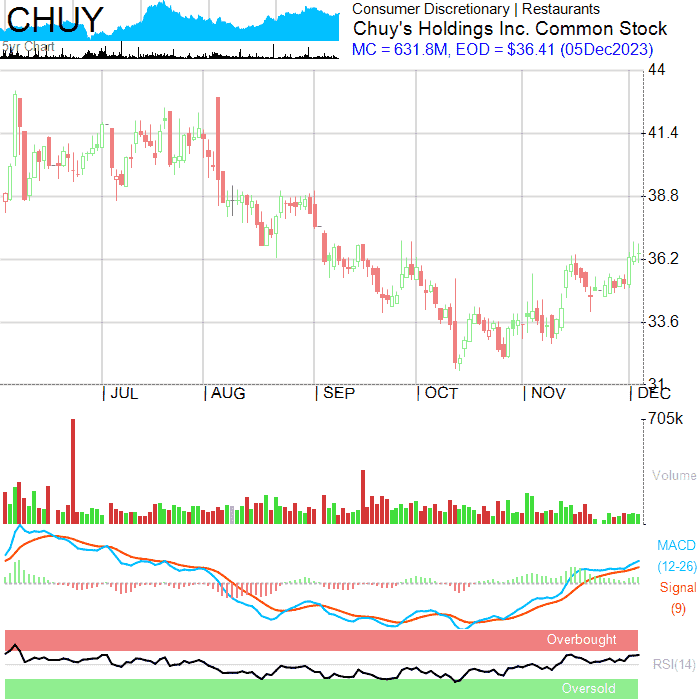 CHUY
5yr Chart
Consumer Discretionary | Restaurants
Chuy's Holdings Inc. Common Stock
MC = 631.8M, EOD = $36.41 (05Dec2023)
44
41.4
38.8
36.2
33.6
31
JUL AUG SEP OCT NOV DEC
705k
Volume
MACD
(12-26)
Signal
(9)
Overbought
RSI(14)
Oversold